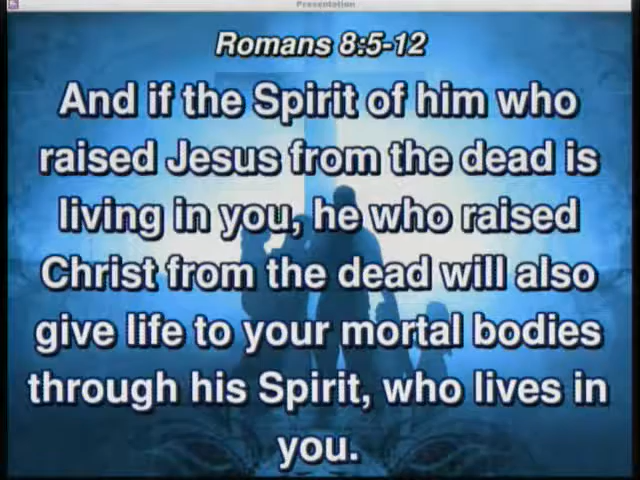 Presentation
Romans 8:5-12
And if the Spirit of him who
raised Jesus from the dead is
living in you, he who raised
Christ from the dead will also
give life to your mortal bodies
through his Spirit, who lives in
you.